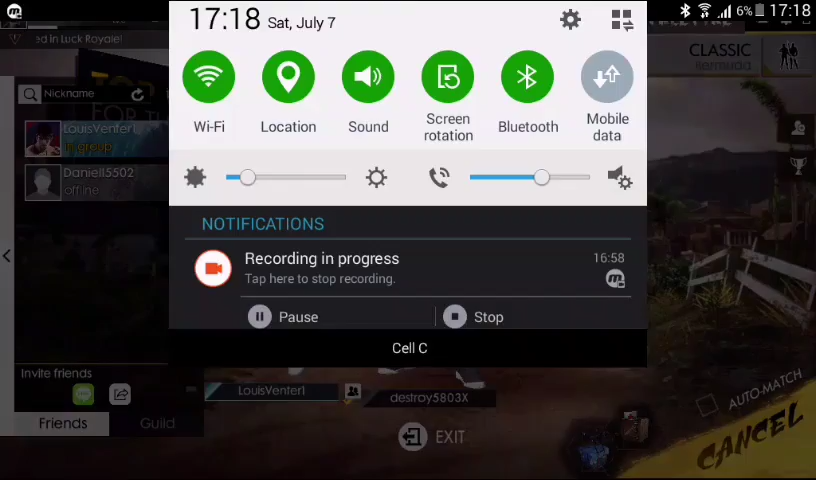 17:18 Sat, July 7
6% 17:18
ed in Luck Royale!
CLASSIC
Bermuda
Nickname
LouisVenter1
in group
Daniell5502
offline
Wi-Fi
Location
Sound
Screen
rotation
Bluetooth
Mobile
data
NOTIFICATIONS
Recording in progress
16:58
Tap here to stop recording.
Pause
Stop
Cell C
Invite friends
LouisVenter1
destroy5803X
AUTO-MATCH
Friends
Guild
EXIT
CANCEL